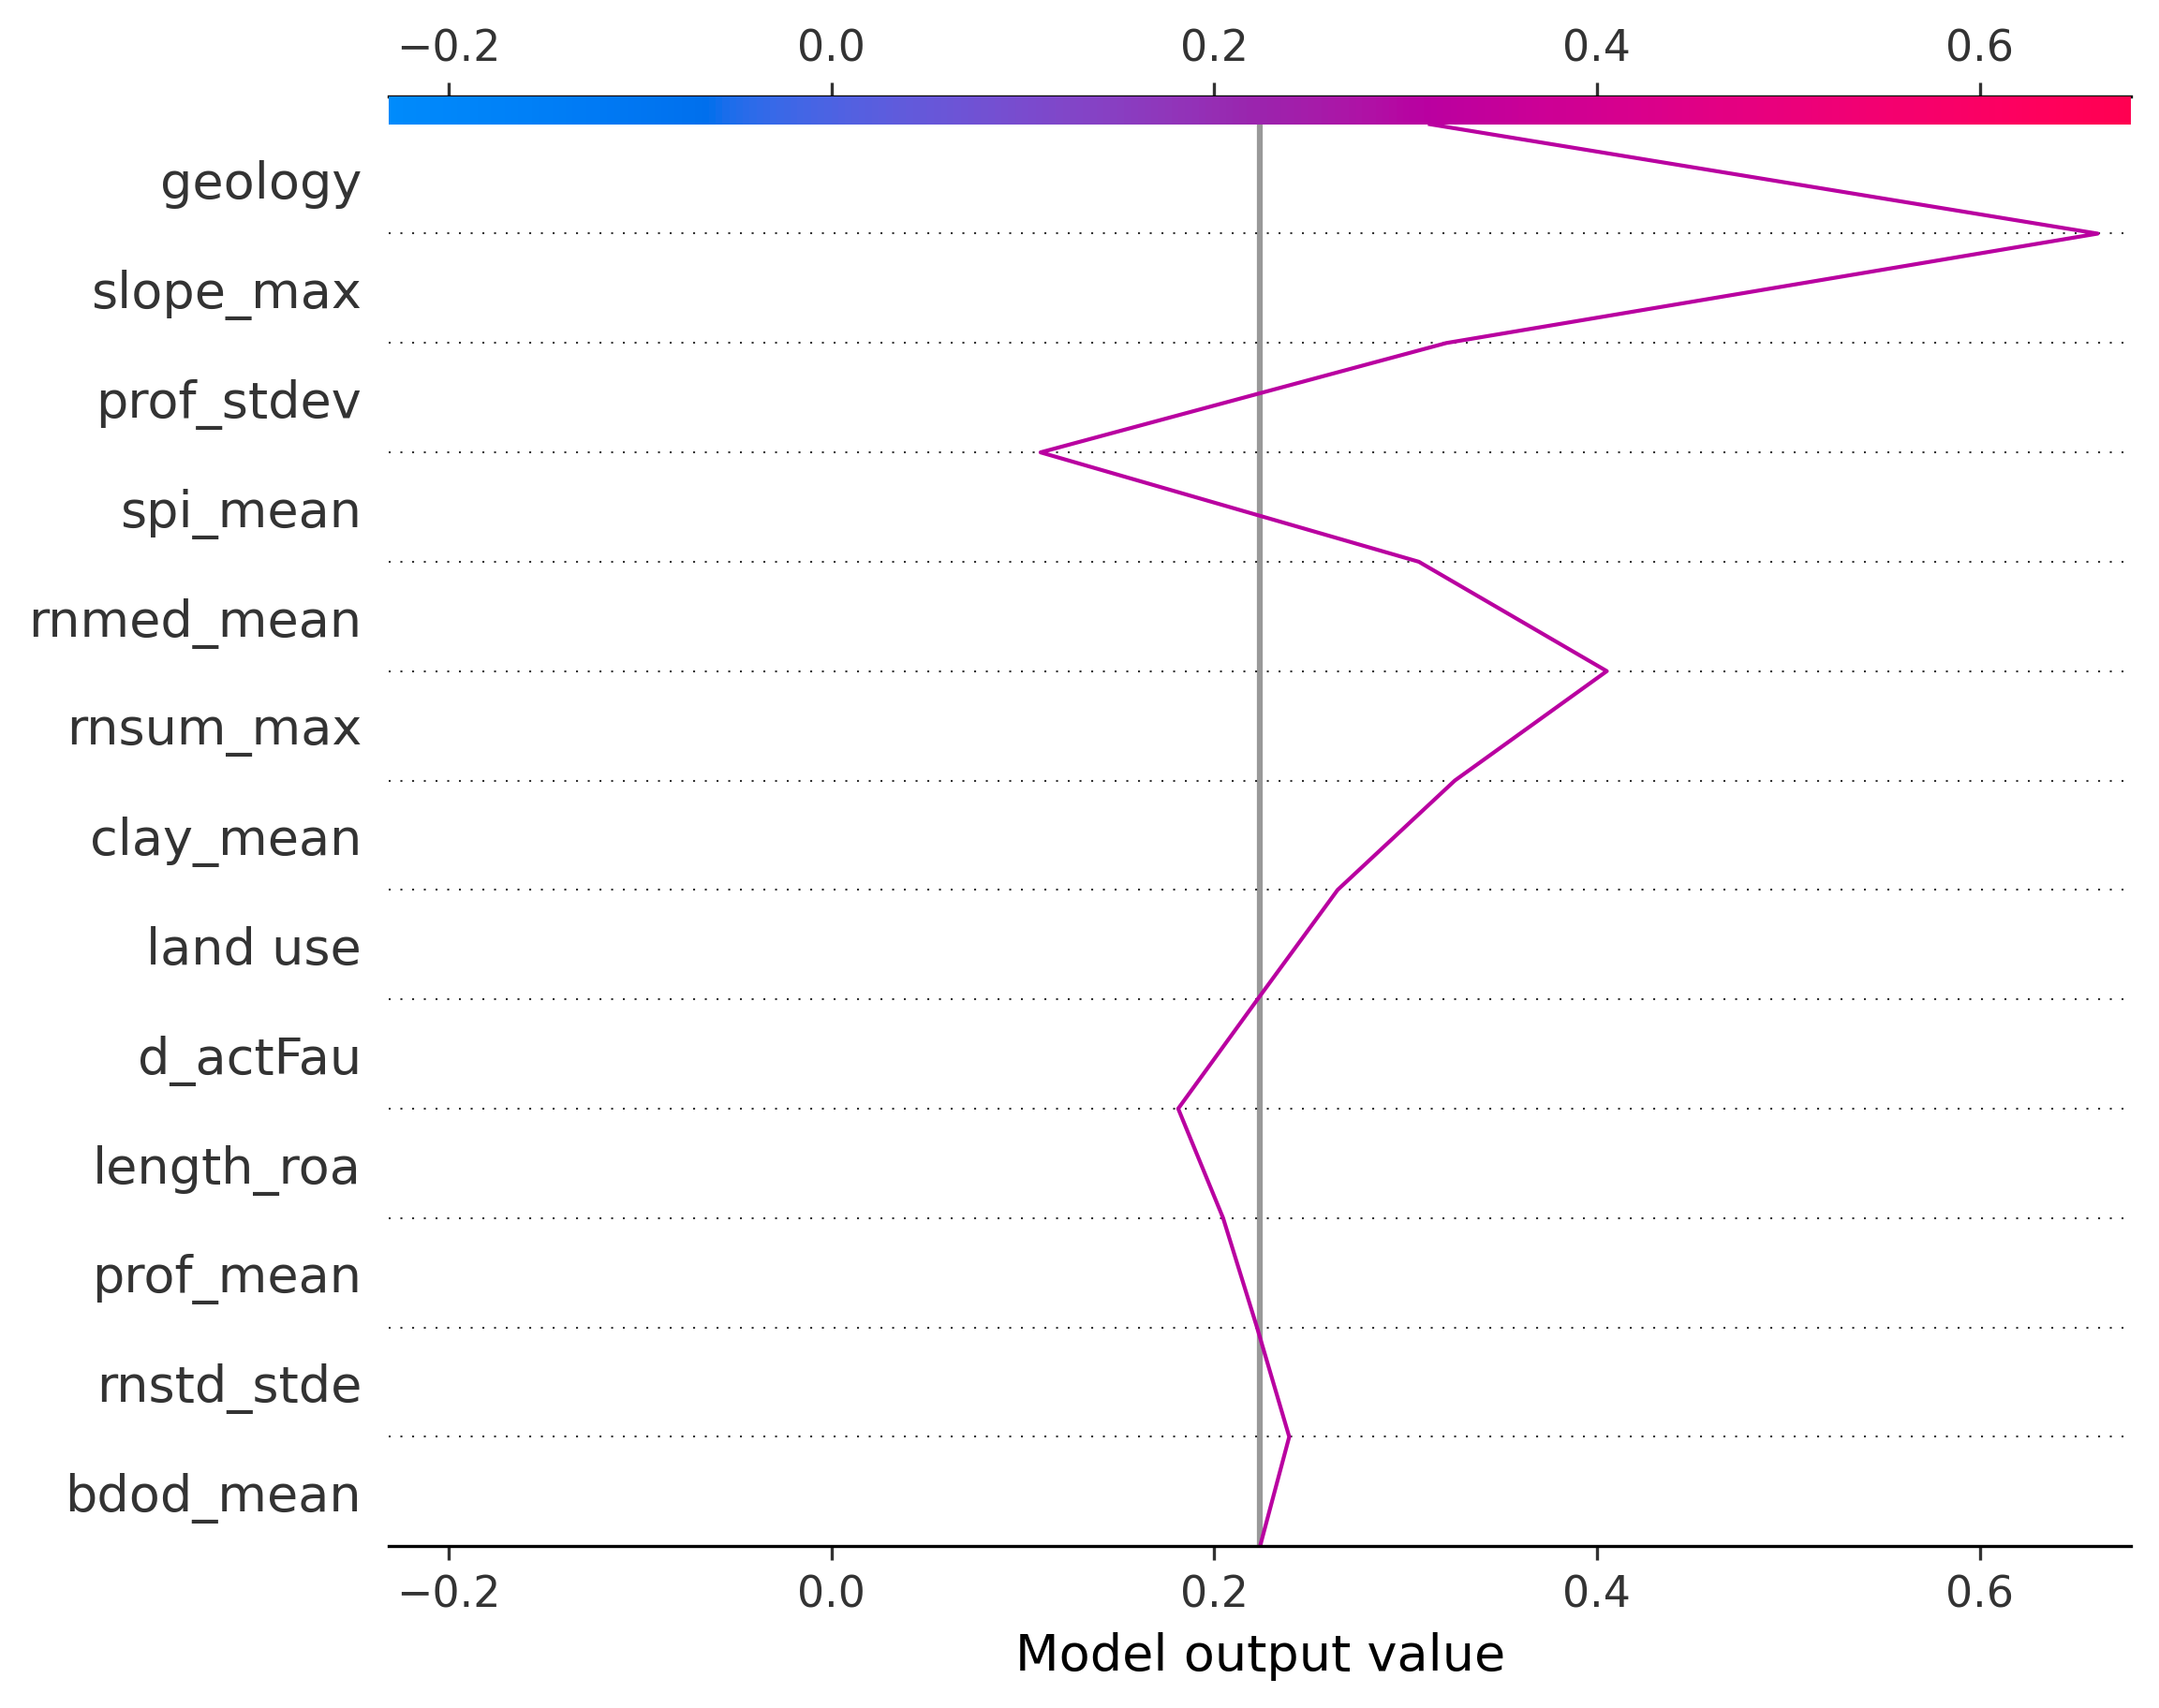 −0.2 0.0 0.2 0.4 0.6
geology
slope_max
prof_stdev
spi_mean
rnmed_mean
rnsum_max
clay_mean
land use
d_actFau
length_roa
prof_mean
rnstd_stde
bdod_mean
−0.2 0.0 0.2 0.4 0.6
Model output value